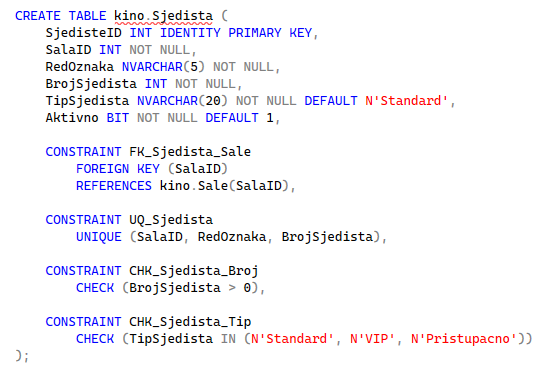 CREATE TABLE kino.Sjedista (
    SjedisteID INT IDENTITY PRIMARY KEY,
    SalaID INT NOT NULL,
    RedOznaka NVARCHAR(5) NOT NULL,
    BrojSjedista INT NOT NULL,
    TipSjedista NVARCHAR(20) NOT NULL DEFAULT N'Standard',
    Aktivno BIT NOT NULL DEFAULT 1,

    CONSTRAINT FK_Sjedista_Sale
        FOREIGN KEY (SalaID)
        REFERENCES kino.Sale(SalaID),

    CONSTRAINT UQ_Sjedista
        UNIQUE (SalaID, RedOznaka, BrojSjedista),

    CONSTRAINT CHK_Sjedista_Broj
        CHECK (BrojSjedista > 0),

    CONSTRAINT CHK_Sjedista_Tip
        CHECK (TipSjedista IN (N'Standard', N'VIP', N'Pristupacno'))
);